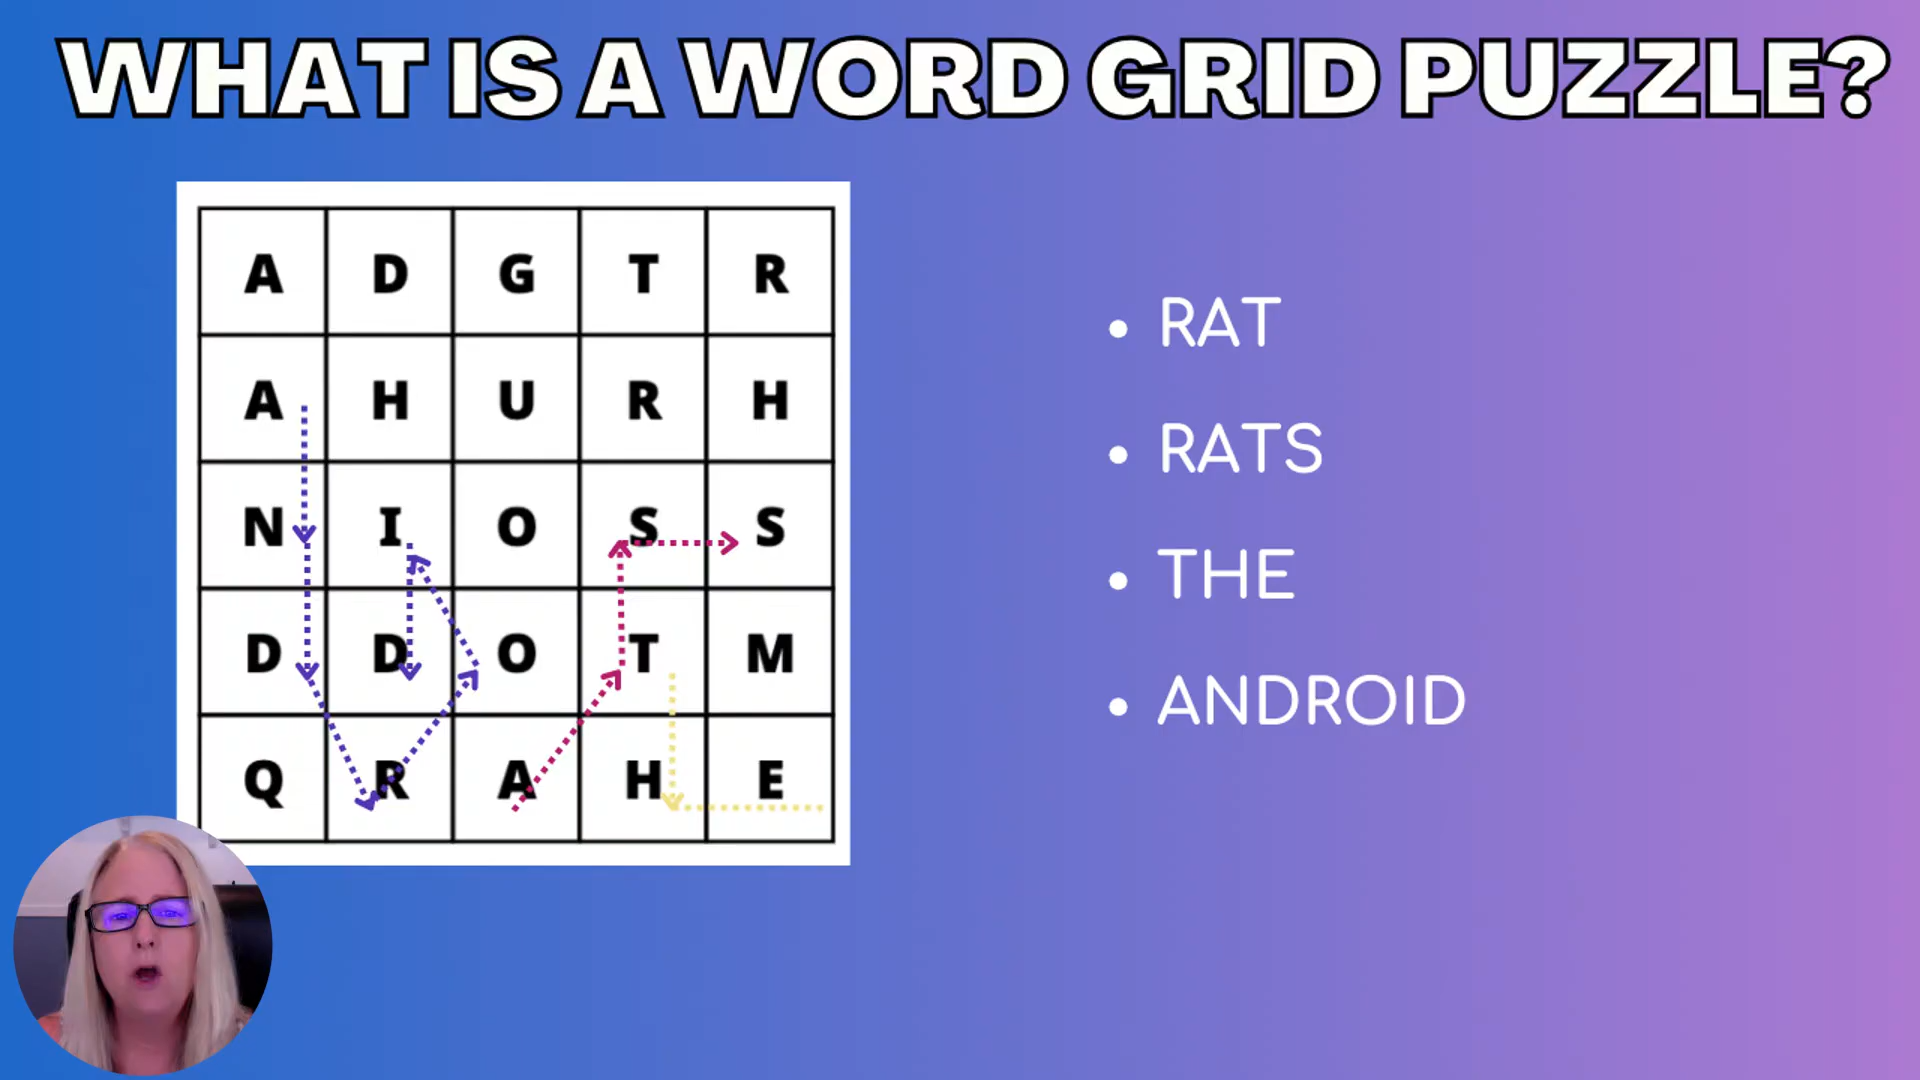 WHAT IS A WORD GRID PUZZLE?
A D G T R
A H U R H
N I O S S
D D O T M
Q R A H E
• RAT
• RATS
• THE
• ANDROID